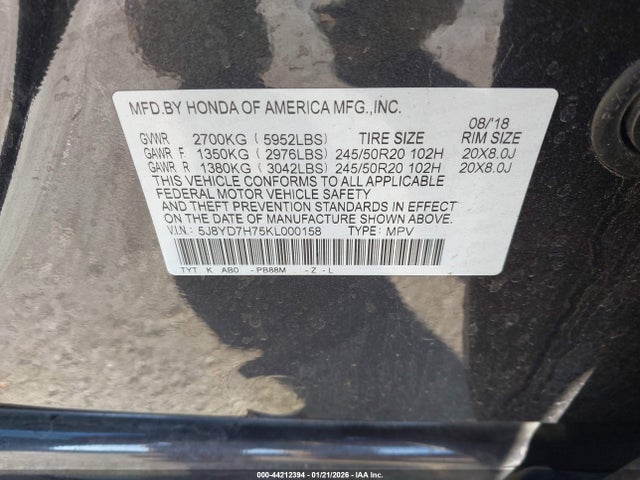 MFD.BY HONDA OF AMERICA MFG.,INC.
08/'18
GVWR 2700KG ( 5952LBS) TIRE SIZE RIM SIZE
GAWR F 1350KG ( 2976LBS) 245/50R20 102H 20X8.0J
GAWR R 1380KG ( 3042LBS) 245/50R20 102H 20X8.0J
THIS VEHICLE CONFORMS TO ALL APPLICABLE
FEDERAL MOTOR VEHICLE SAFETY
AND THEFT PREVENTION STANDARDS IN EFFECT
ON THE DATE OF MANUFACTURE SHOWN ABOVE.
V.I.N.: 5J8YD7H75KL000158 TYPE: MPV
TYT K AB0 -PB88M -Z -L
000-44212394 | 01/21/2026 - IAA Inc.